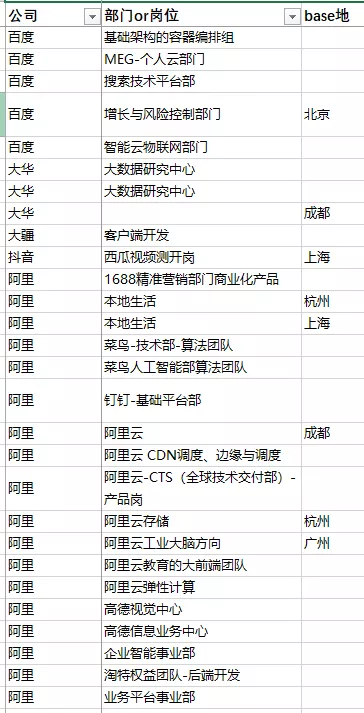 公司 部门or岗位 base地
百度 基础架构的容器编排组
百度 MEG-个人云部门
百度 搜索技术平台部
百度 增长与风险控制部门 北京
百度 智能云物联网部门
大华 大数据研究中心
大华 大数据研究中心
大华 成都
大疆 客户端开发
抖音 西瓜视频测开岗 上海
阿里 1688精准营销部门商业化产品
阿里 本地生活 杭州
阿里 本地生活 上海
阿里 菜鸟-技术部-算法团队
阿里 菜鸟人工智能部算法团队
阿里 钉钉-基础平台部
阿里 阿里云 成都
阿里 阿里云 CDN调度、边缘与调度
阿里 阿里云-CTS（全球技术交付部）-
产品岗
阿里 阿里云存储 杭州
阿里 阿里云工业大脑方向 广州
阿里 阿里云教育的大前端团队
阿里 阿里云弹性计算
阿里 高德视觉中心
阿里 高德信息业务中心
阿里 企业智能事业部
阿里 淘特权益团队-后端开发
阿里 业务平台事业部